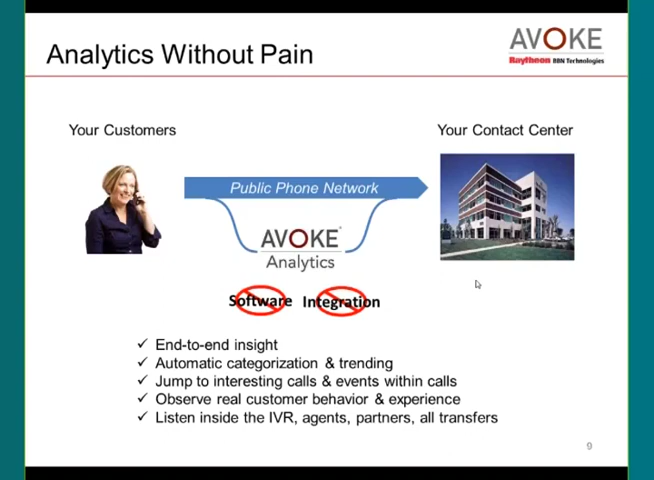 Analytics Without Pain
AVOKE
Raytheon BBN Technologies
Your Customers
Your Contact Center
Public Phone Network
AVOKE®
Analytics
Software Integration
✓ End-to-end insight
✓ Automatic categorization & trending
✓ Jump to interesting calls & events within calls
✓ Observe real customer behavior & experience
✓ Listen inside the IVR, agents, partners, all transfers
9